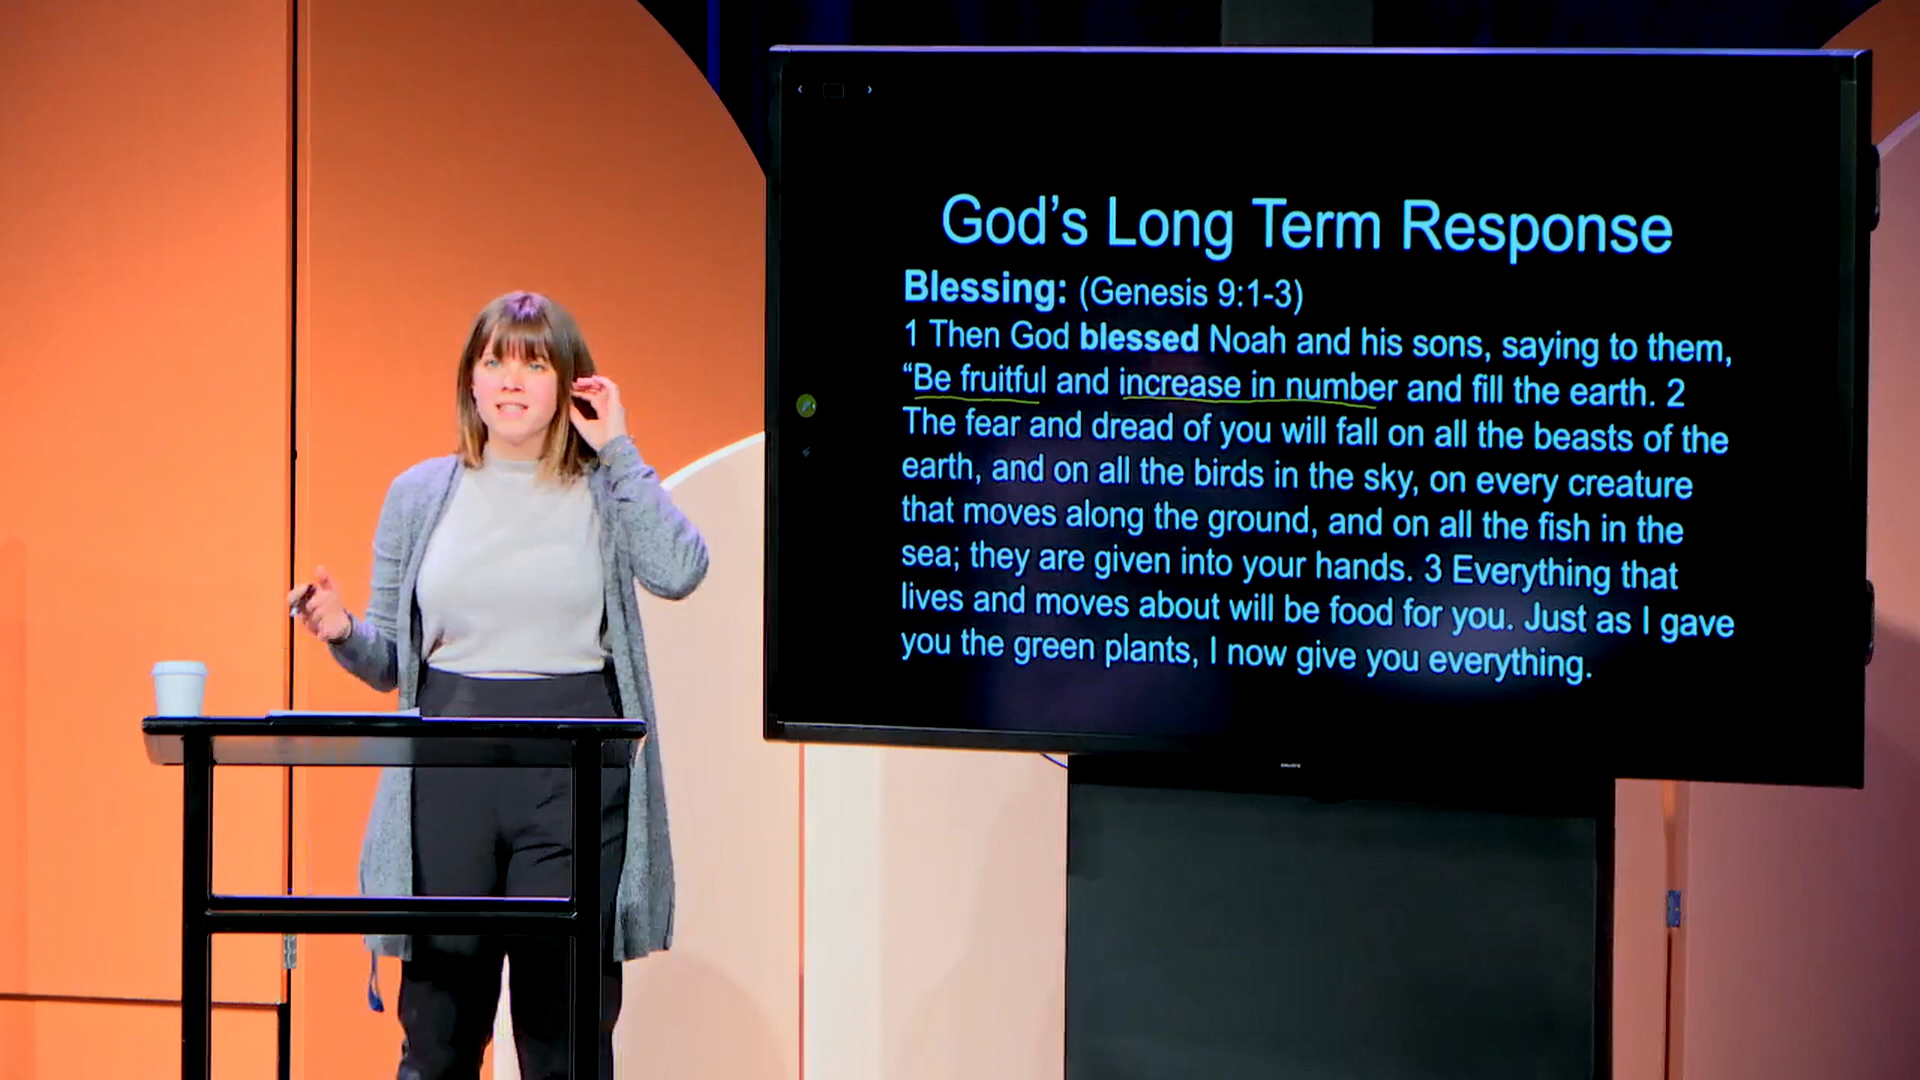 God’s Long Term Response
Blessing: (Genesis 9:1-3)
1 Then God blessed Noah and his sons, saying to them,
“Be fruitful and increase in number and fill the earth. 2
The fear and dread of you will fall on all the beasts of the
earth, and on all the birds in the sky, on every creature
that moves along the ground, and on all the fish in the
sea; they are given into your hands. 3 Everything that
lives and moves about will be food for you. Just as I gave
you the green plants, I now give you everything.